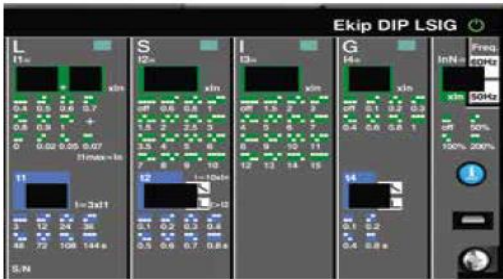 Ekip DIP LSIG
L
I1=
xIn
0.4 0.5 0.6 0.7
0.8 0.9 1 +
0 0.02 0.05 0.07
I1max=In
t1
t=3xI1
3 12 24 36
48 72 108 144s
S/N
S
I2=
xIn
off 0.6 0.8 1
1.5 2 2.5 3
3.5 4 5 6
7 8 9 10
t2
t=10xIn
I>I2
0.1 0.2 0.3 0.4
0.5 0.6 0.7 0.8s
I
I3=
xIn
off 1.5 2 3
4 5 6 7
8 9 10 11
12 13 14 15
G
I4=
xIn
off 0.1 0.2 0.3
0.4 0.6 0.8 1
t4
0.1 0.2
0.4 0.8s
Freq.
60Hz
InN=
xIn
50Hz
off 50%
100% 200%